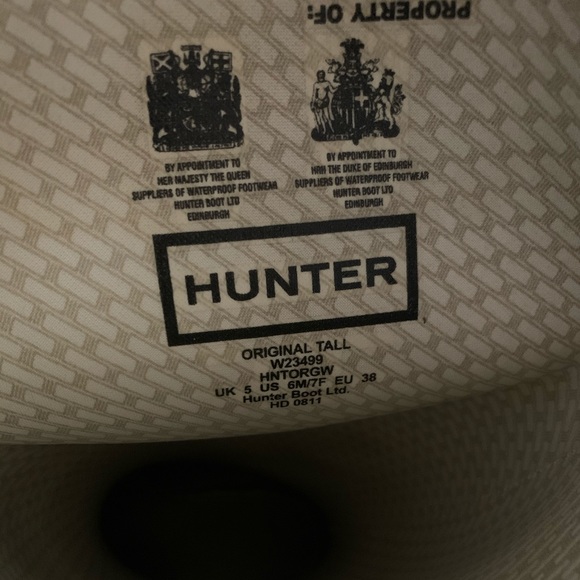 PROPERTY OF:
BY APPOINTMENT TO
HER MAJESTY THE QUEEN
SUPPLIERS OF WATERPROOF FOOTWEAR
HUNTER BOOT LTD
EDINBURGH
BY APPOINTMENT TO
HRH THE DUKE OF EDINBURGH
SUPPLIERS OF WATERPROOF FOOTWEAR
HUNTER BOOT LTD
EDINBURGH
HUNTER
ORIGINAL TALL
W23499
HNTORGW
UK 5 US 6M/7F EU 38
Hunter Boot Ltd.
HD 0811